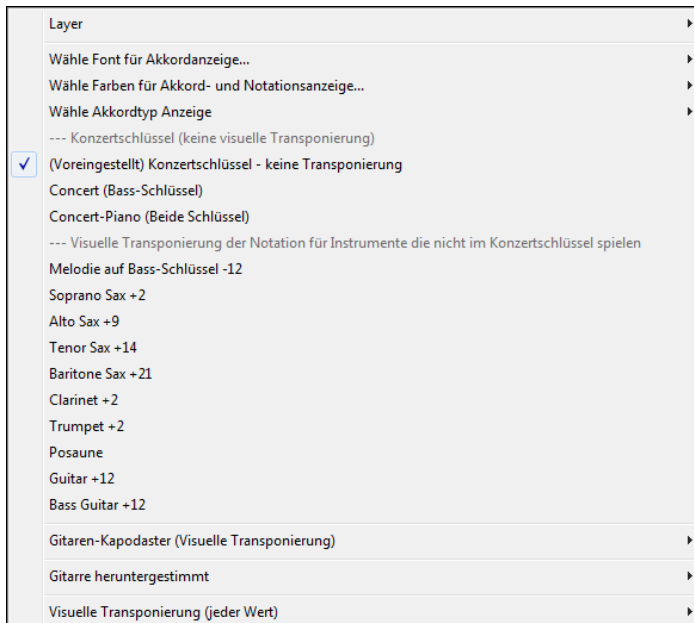 Layer
Wähle Font für Akkordanzeige...
Wähle Farben für Akkord- und Notationsanzeige...
Wähle Akkordtyp Anzeige
--- Konzertschlüssel (keine visuelle Transponierung)
(Voreingestellt) Konzertschlüssel - keine Transponierung
Concert (Bass-Schlüssel)
Concert-Piano (Beide Schlüssel)
--- Visuelle Transponierung der Notation für Instrumente die nicht im Konzertschlüssel spielen
Melodie auf Bass-Schlüssel -12
Soprano Sax +2
Alto Sax +9
Tenor Sax +14
Baritone Sax +21
Clarinet +2
Trumpet +2
Posaune
Guitar +12
Bass Guitar +12
Gitaren-Kapodaster (Visuelle Transponierung)
Gitarre heruntergestimmt
Visuelle Transponierung (jeder Wert)